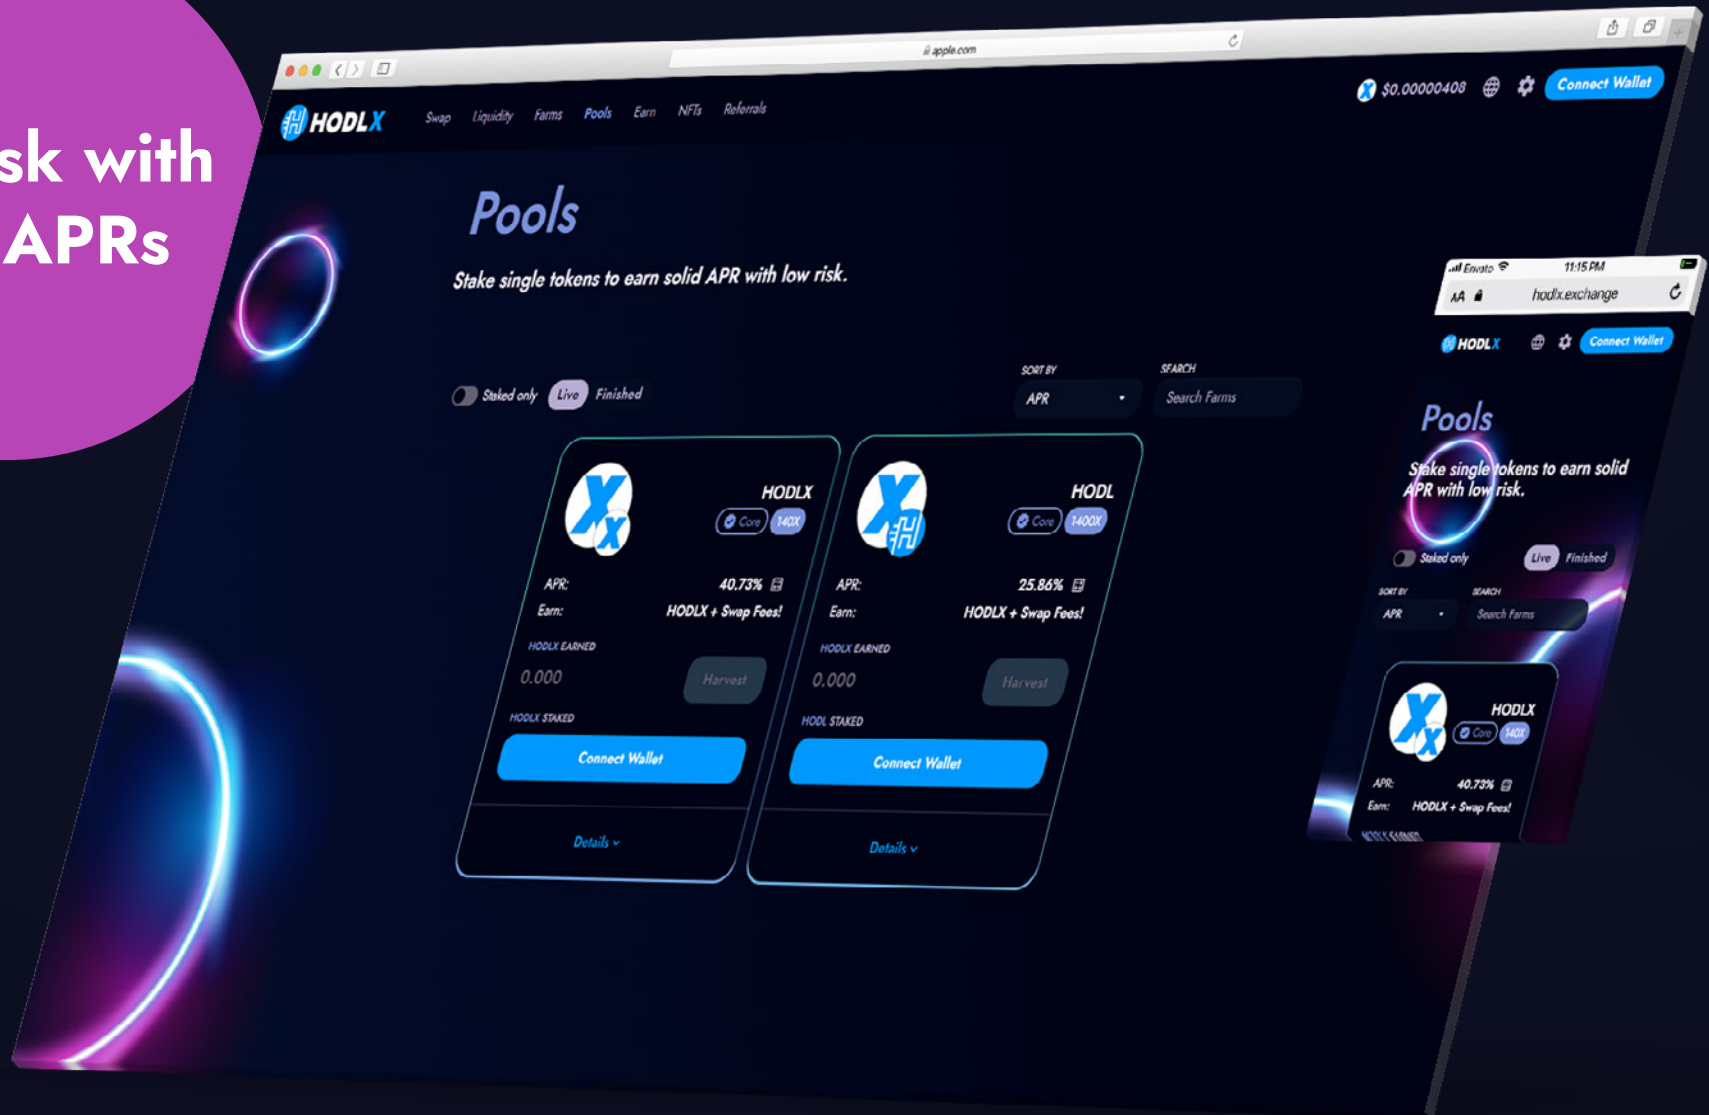 sk with
APRs
apple.com
HODLX
Swap Liquidity Farms Pools Earn NFTs Referrals
$0.00000408
Connect Wallet
Pools
Stake single tokens to earn solid APR with low risk.
Staked only Live Finished
SORT BY
APR
SEARCH
Search Farms
HODLX
Core 140X
APR: 40.73%
Earn: HODLX + Swap Fees!
HODLX EARNED
0.000 Harvest
HODLX STAKED
Connect Wallet
Details
HODL
Core 1400X
APR: 25.86%
Earn: HODLX + Swap Fees!
HODLX EARNED
0.000 Harvest
HODL STAKED
Connect Wallet
Details
Envato 11:15 PM
AA hodlx.exchange
HODLX Connect Wallet
Pools
Stake single tokens to earn solid
APR with low risk.
Staked only Live Finished
SORT BY SEARCH
APR Search Farms
HODLX
Core 140X
APR: 40.73%
Earn: HODLX + Swap Fees!
HODLX EARNED